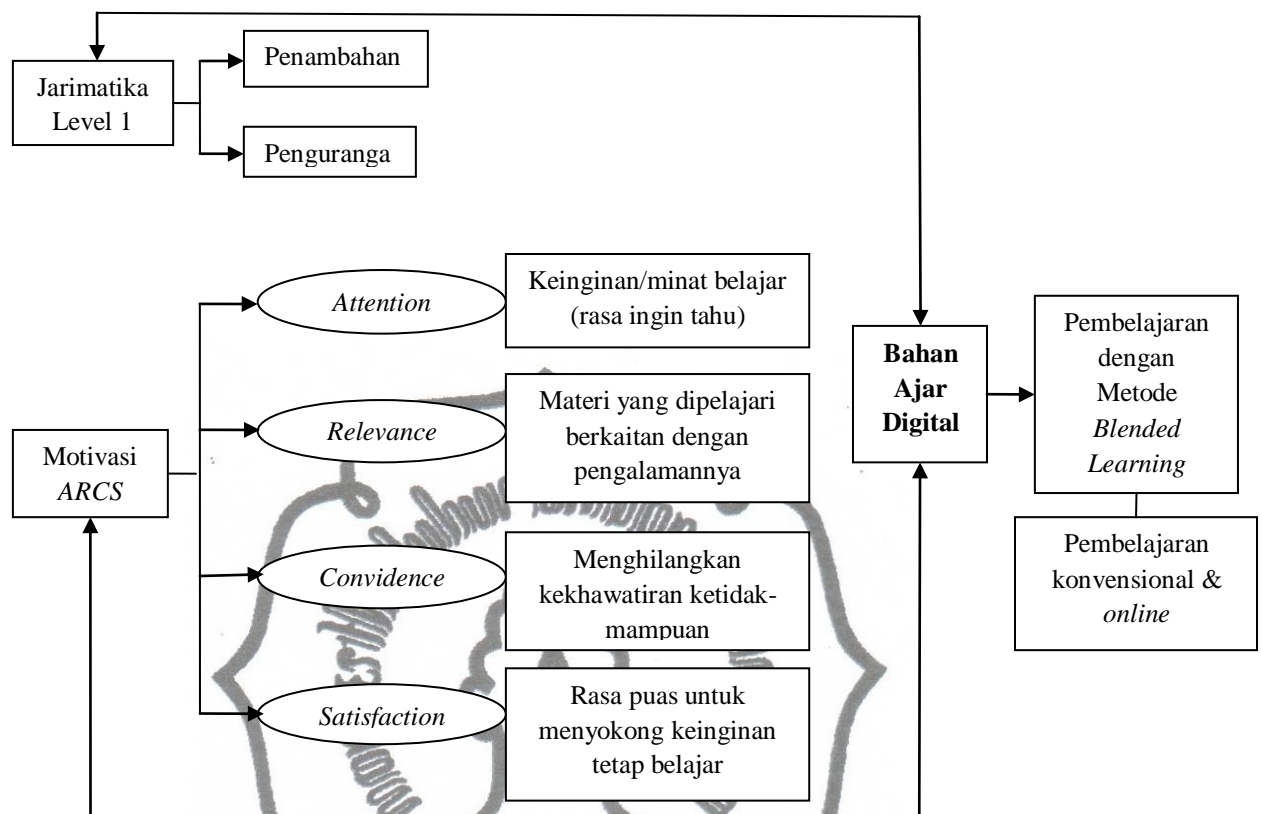 Jarimatika
Level 1
Penambahan
Penguranga
Motivasi
ARCS
Attention
Keinginan/minat belajar
(rasa ingin tahu)
Relevance
Materi yang dipelajari
berkaitan dengan
pengalamannya
Convidence
Menghilangkan
kekhawatiran ketidak-
mampuan
Satisfaction
Rasa puas untuk
menyokong keinginan
tetap belajar
Bahan
Ajar
Digital
Pembelajaran
dengan
Metode
Blended
Learning
Pembelajaran
konvensional &
online